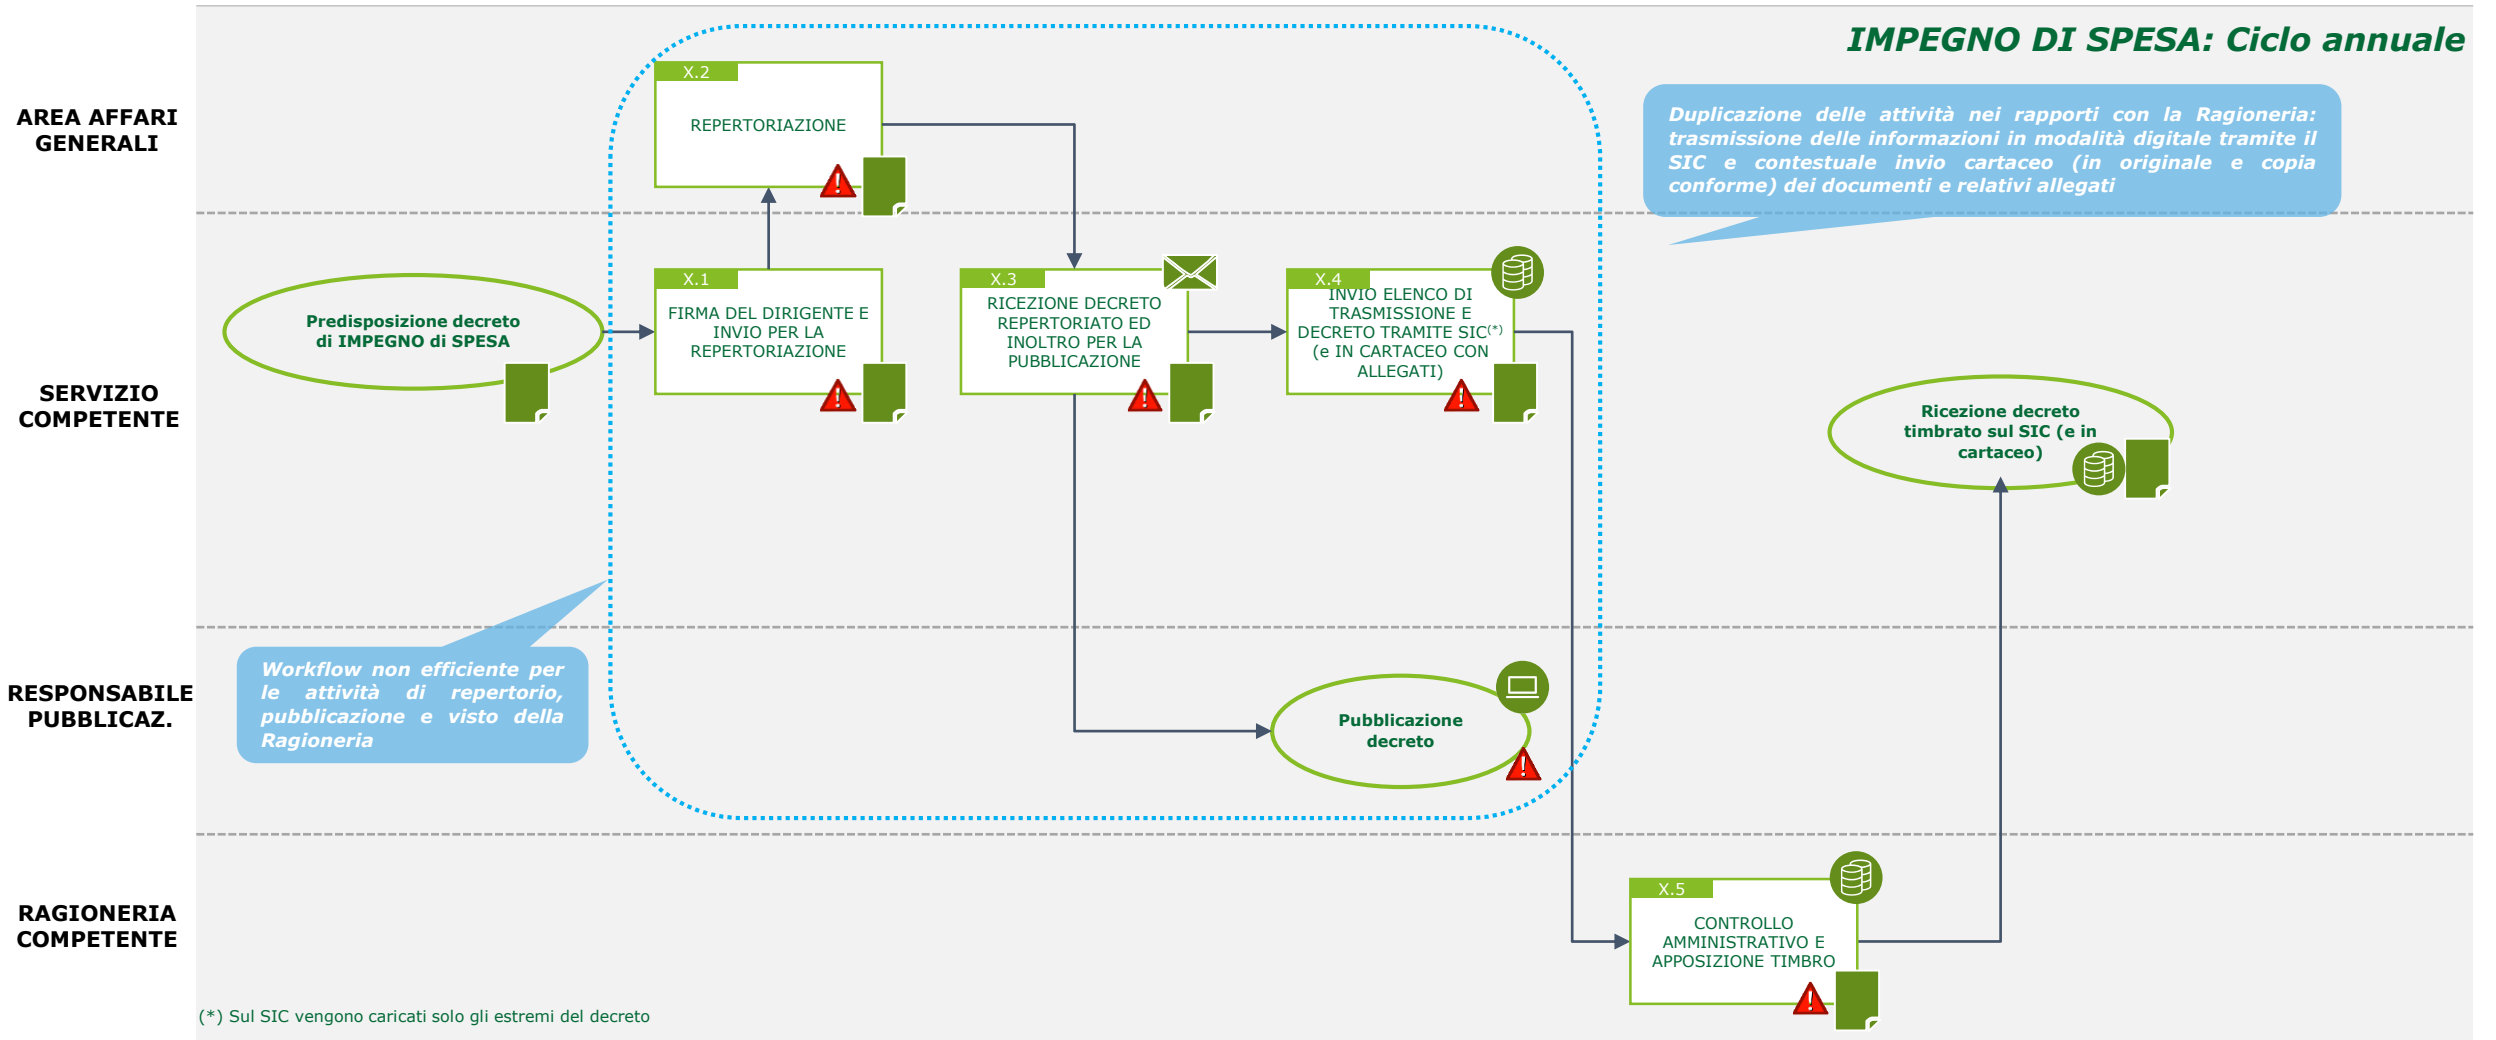 IMPEGNO DI SPESA: Ciclo annuale
AREA AFFARI
GENERALI
X.2
REPERTORIAZIONE
Duplicazione delle attività nei rapporti con la Ragioneria:
trasmissione delle informazioni in modalità digitale tramite il
SIC e contestuale invio cartaceo (in originale e copia
conforme) dei documenti e relativi allegati
SERVIZIO
COMPETENTE
Predisposizione decreto
di IMPEGNO di SPESA
X.1
FIRMA DEL DIRIGENTE E
INVIO PER LA
REPERTORIAZIONE
X.3
RICEZIONE DECRETO
REPERTORIATO ED
INOLTRO PER LA
PUBBLICAZIONE
X.4
INVIO ELENCO DI
TRASMISSIONE E
DECRETO TRAMITE SIC(*)
(e IN CARTACEO CON
ALLEGATI)
Ricezione decreto
timbrato sul SIC (e in
cartaceo)
Workflow non efficiente per
le attività di repertorio,
pubblicazione e visto della
Ragioneria
RESPONSABILE
PUBBLICAZ.
Pubblicazione
decreto
RAGIONERIA
COMPETENTE
X.5
CONTROLLO
AMMINISTRATIVO E
APPOSIZIONE TIMBRO
(*) Sul SIC vengono caricati solo gli estremi del decreto